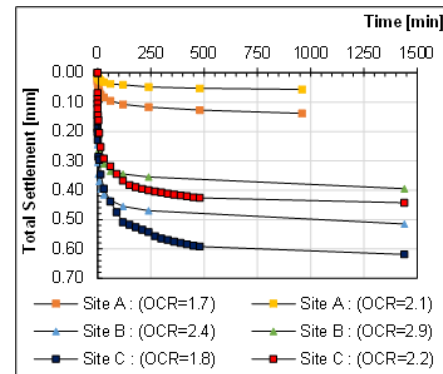 Time [min]
0 250 500 750 1000 1250 1500
0.00
0.10
0.20
0.30
0.40
0.50
0.60
0.70
Total Settlement [mm]
Site A : (OCR=1.7) Site A : (OCR=2.1)
Site B : (OCR=2.4) Site B : (OCR=2.9)
Site C : (OCR=1.8) Site C : (OCR=2.2)